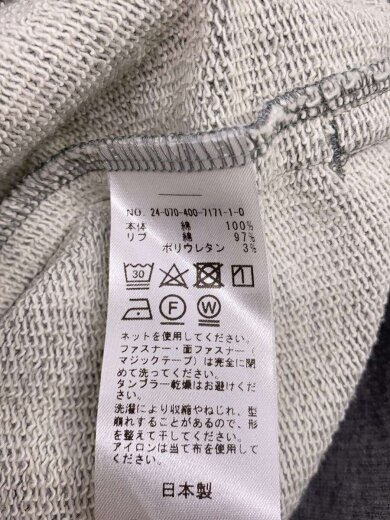 NO. 24-070-400-7171-1-0
本体 綿 100%
リブ 綿 97%
ポリウレタン 3%
30
F W
ネットを使用してください。
ファスナー・面ファスナー
マジックテープ)は完全に閉
めて洗ってください。
タンブラー乾燥はお避けくだ
さい。
洗濯により収縮やねじれ、型
崩れすることがあるので、形
を整えて干してください。
アイロンは当て布を使用して
ください。
日本製